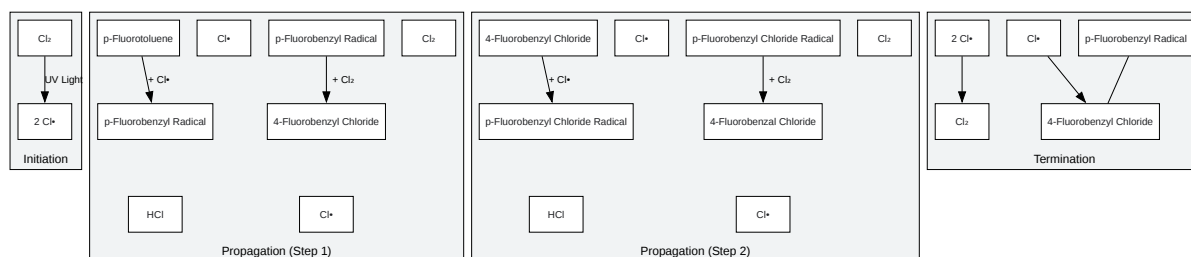 Cl₂
UV Light
2 Cl•
Initiation
p-Fluorotoluene
Cl•
p-Fluorobenzyl Radical
Cl₂
+ Cl•
+ Cl₂
p-Fluorobenzyl Radical
4-Fluorobenzyl Chloride
HCl
Cl•
Propagation (Step 1)
4-Fluorobenzyl Chloride
Cl•
p-Fluorobenzyl Chloride Radical
Cl₂
+ Cl•
+ Cl₂
p-Fluorobenzyl Chloride Radical
4-Fluorobenzal Chloride
HCl
Cl•
Propagation (Step 2)
2 Cl•
Cl•
p-Fluorobenzyl Radical
Cl₂
4-Fluorobenzyl Chloride
Termination